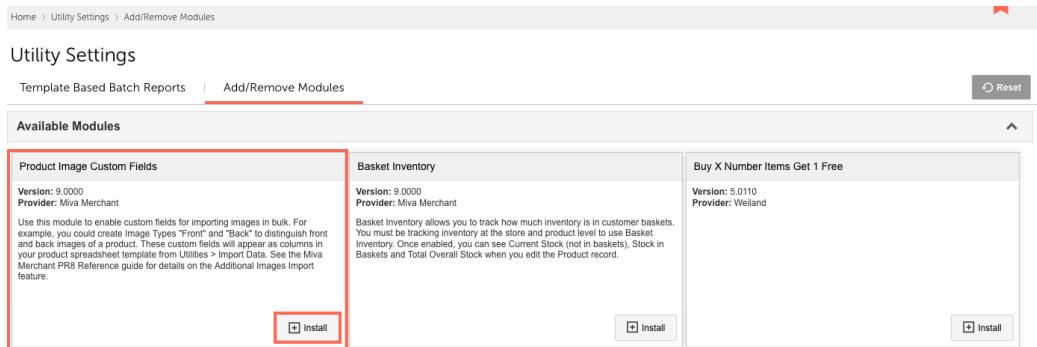 Home > Utility Settings > Add/Remove Modules
Utility Settings
Template Based Batch Reports | Add/Remove Modules
Reset
Available Modules
Product Image Custom Fields
Version: 9.0000
Provider: Miva Merchant
Use this module to enable custom fields for importing images in bulk. For
example, you could create Image Types "Front" and "Back" to distinguish front
and back images of a product. These custom fields will appear as columns in
your product spreadsheet template from Utilities > Import Data. See the Miva
Merchant PR8 Reference guide for details on the Additional Images Import
feature.
Install
Basket Inventory
Version: 9.0000
Provider: Miva Merchant
Basket Inventory allows you to track how much inventory is in customer baskets.
You must be tracking inventory at the store and product level to use Basket
Inventory. Once enabled, you can see Current Stock (not in baskets), Stock in
Baskets and Total Overall Stock when you edit the Product record.
Install
Buy X Number Items Get 1 Free
Version: 5.0110
Provider: Weiland
Install